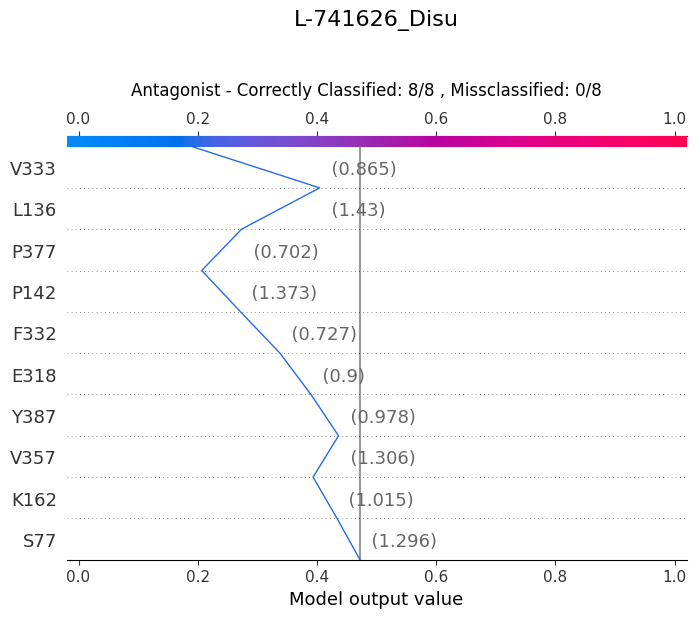 L-741626_Disu
Antagonist - Correctly Classified: 8/8 , Missclassified: 0/8
0.0 0.2 0.4 0.6 0.8 1.0
V333 (0.865)
L136 (1.43)
P377 (0.702)
P142 (1.373)
F332 (0.727)
E318 (0.9)
Y387 (0.978)
V357 (1.306)
K162 (1.015)
S77 (1.296)
0.0 0.2 0.4 0.6 0.8 1.0
Model output value